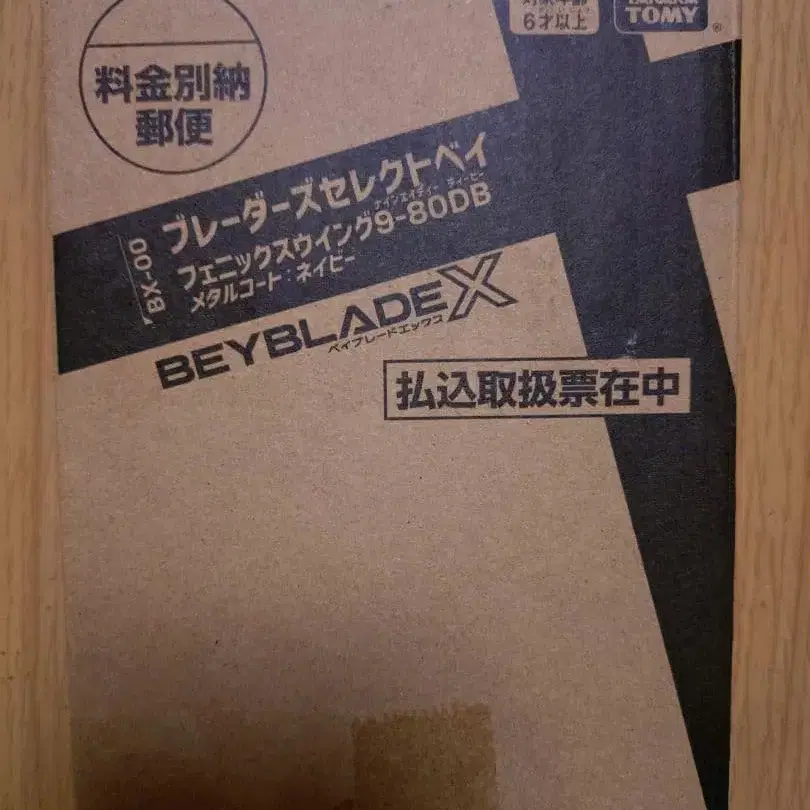 6才以上
TOMY
料金別納
郵便
BX-00
ブレーダーズセレクトベイ
フェニックスウイング9-80DB
メタルコート：ネイビー
BEYBLADE X
ベイブレードエックス
払込取扱票在中